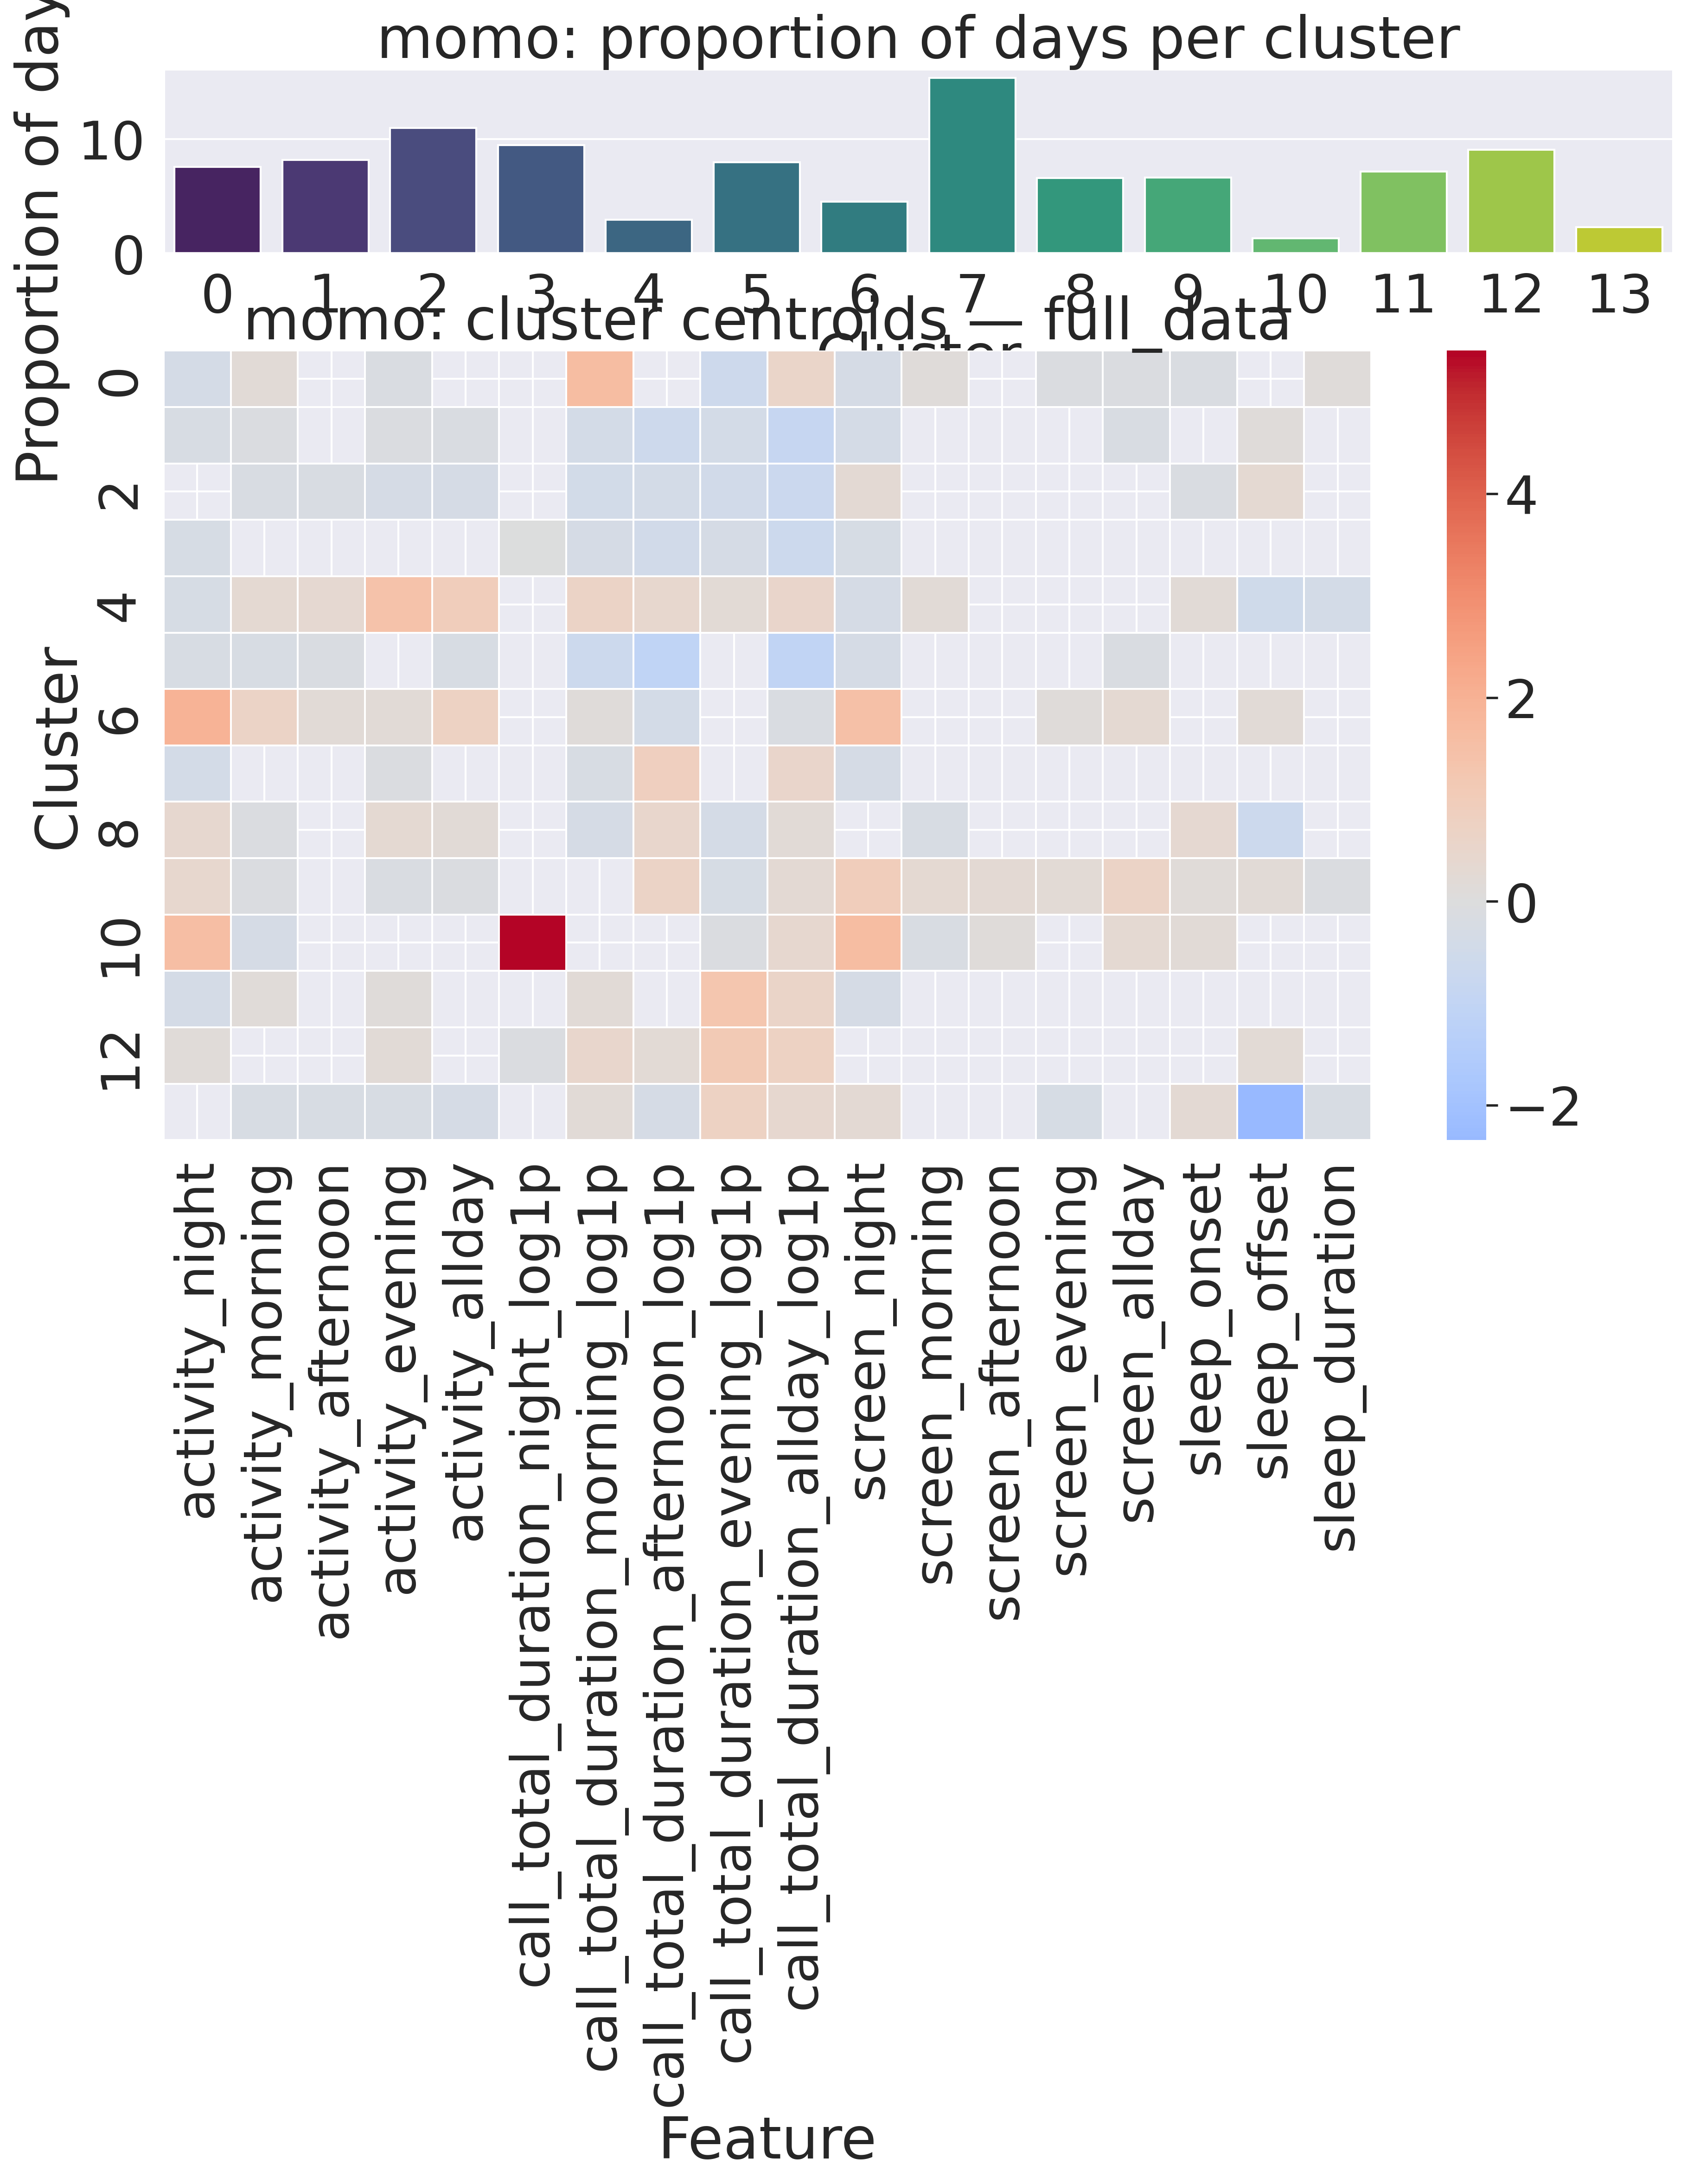 momo: proportion of days per cluster
Proportion of day
10
0
0 1 2 3 4 5 6 7 8 9 10 11 12 13
Cluster
momo: cluster centroids — full_data
Cluster
0
2
4
6
8
10
12
4
2
0
−2
activity_night
activity_morning
activity_afternoon
activity_evening
activity_allday
call_total_duration_night_log1p
call_total_duration_morning_log1p
call_total_duration_afternoon_log1p
call_total_duration_evening_log1p
call_total_duration_allday_log1p
screen_night
screen_morning
screen_afternoon
screen_evening
screen_allday
sleep_onset
sleep_offset
sleep_duration
Feature